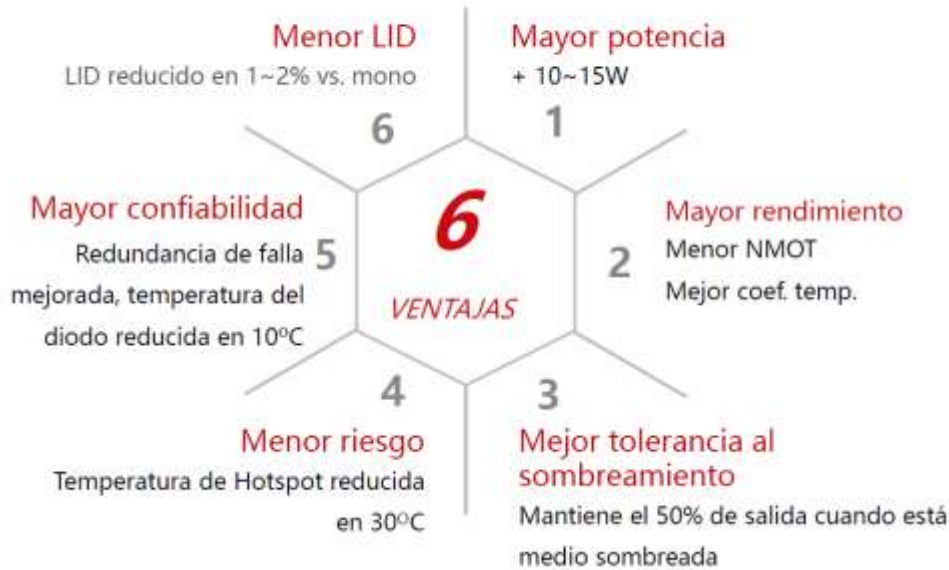 Menor LID
LID reducido en 1~2% vs. mono
6
Mayor potencia
+ 10~15W
1
Mayor confiabilidad
Redundancia de falla
mejorada, temperatura del
diodo reducida en 10ºC
5
6
VENTAJAS
2
Mayor rendimiento
Menor NMOT
Mejor coef. temp.
4
Menor riesgo
Temperatura de Hotspot reducida
en 30ºC
3
Mejor tolerancia al
sombreamiento
Mantiene el 50% de salida cuando está
medio sombreada